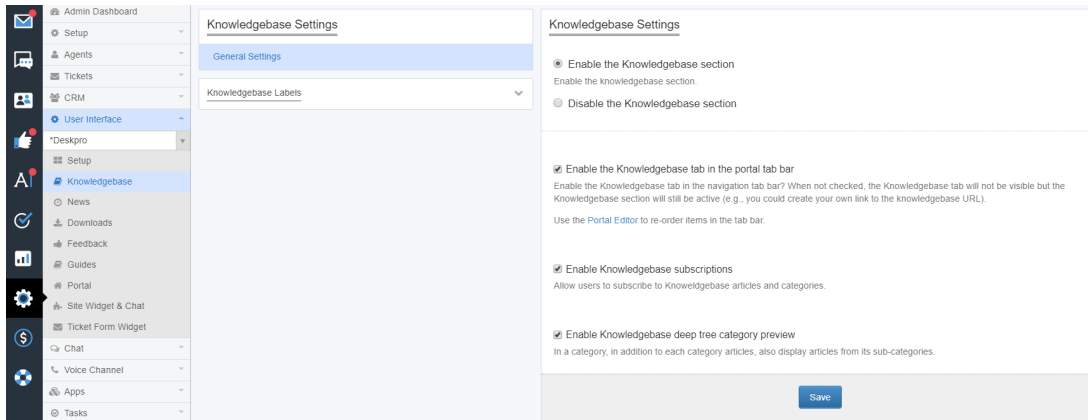 Admin Dashboard
Setup
Agents
Tickets
CRM
User Interface
*Deskpro
Setup
Knowledgebase
News
Downloads
Feedback
Guides
Portal
Site Widget & Chat
Ticket Form Widget
Chat
Voice Channel
Apps
Tasks
Knowledgebase Settings
General Settings
Knowledgebase Labels
Knowledgebase Settings
Enable the Knowledgebase section
Enable the knowledgebase section.
Disable the Knowledgebase section
Enable the Knowledgebase tab in the portal tab bar
Enable the Knowledgebase tab in the navigation tab bar? When not checked, the Knowledgebase tab will not be visible but the
Knowledgebase section will still be active (e.g., you could create your own link to the knowledgebase URL).
Use the Portal Editor to re-order items in the tab bar.
Enable Knowledgebase subscriptions
Allow users to subscribe to Knoweldgebase articles and categories.
Enable Knowledgebase deep tree category preview
In a category, in addition to each category articles, also display articles from its sub-categories.
Save